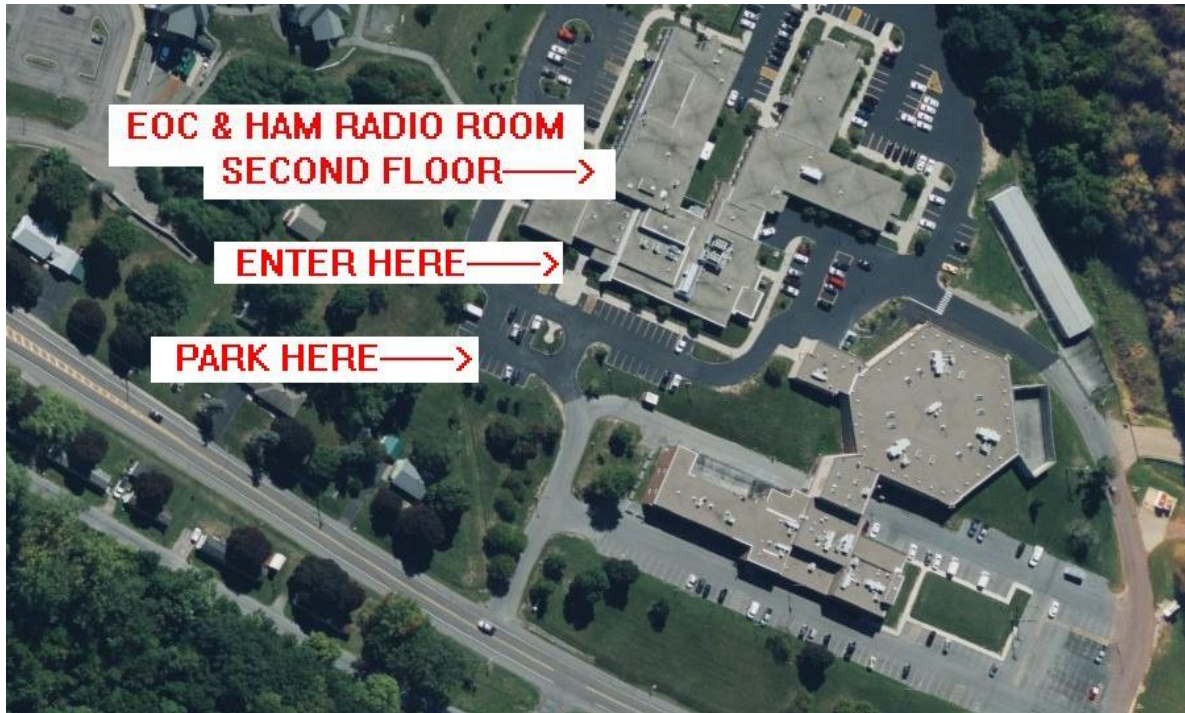 EOC & HAM RADIO ROOM
SECOND FLOOR
ENTER HERE
PARK HERE